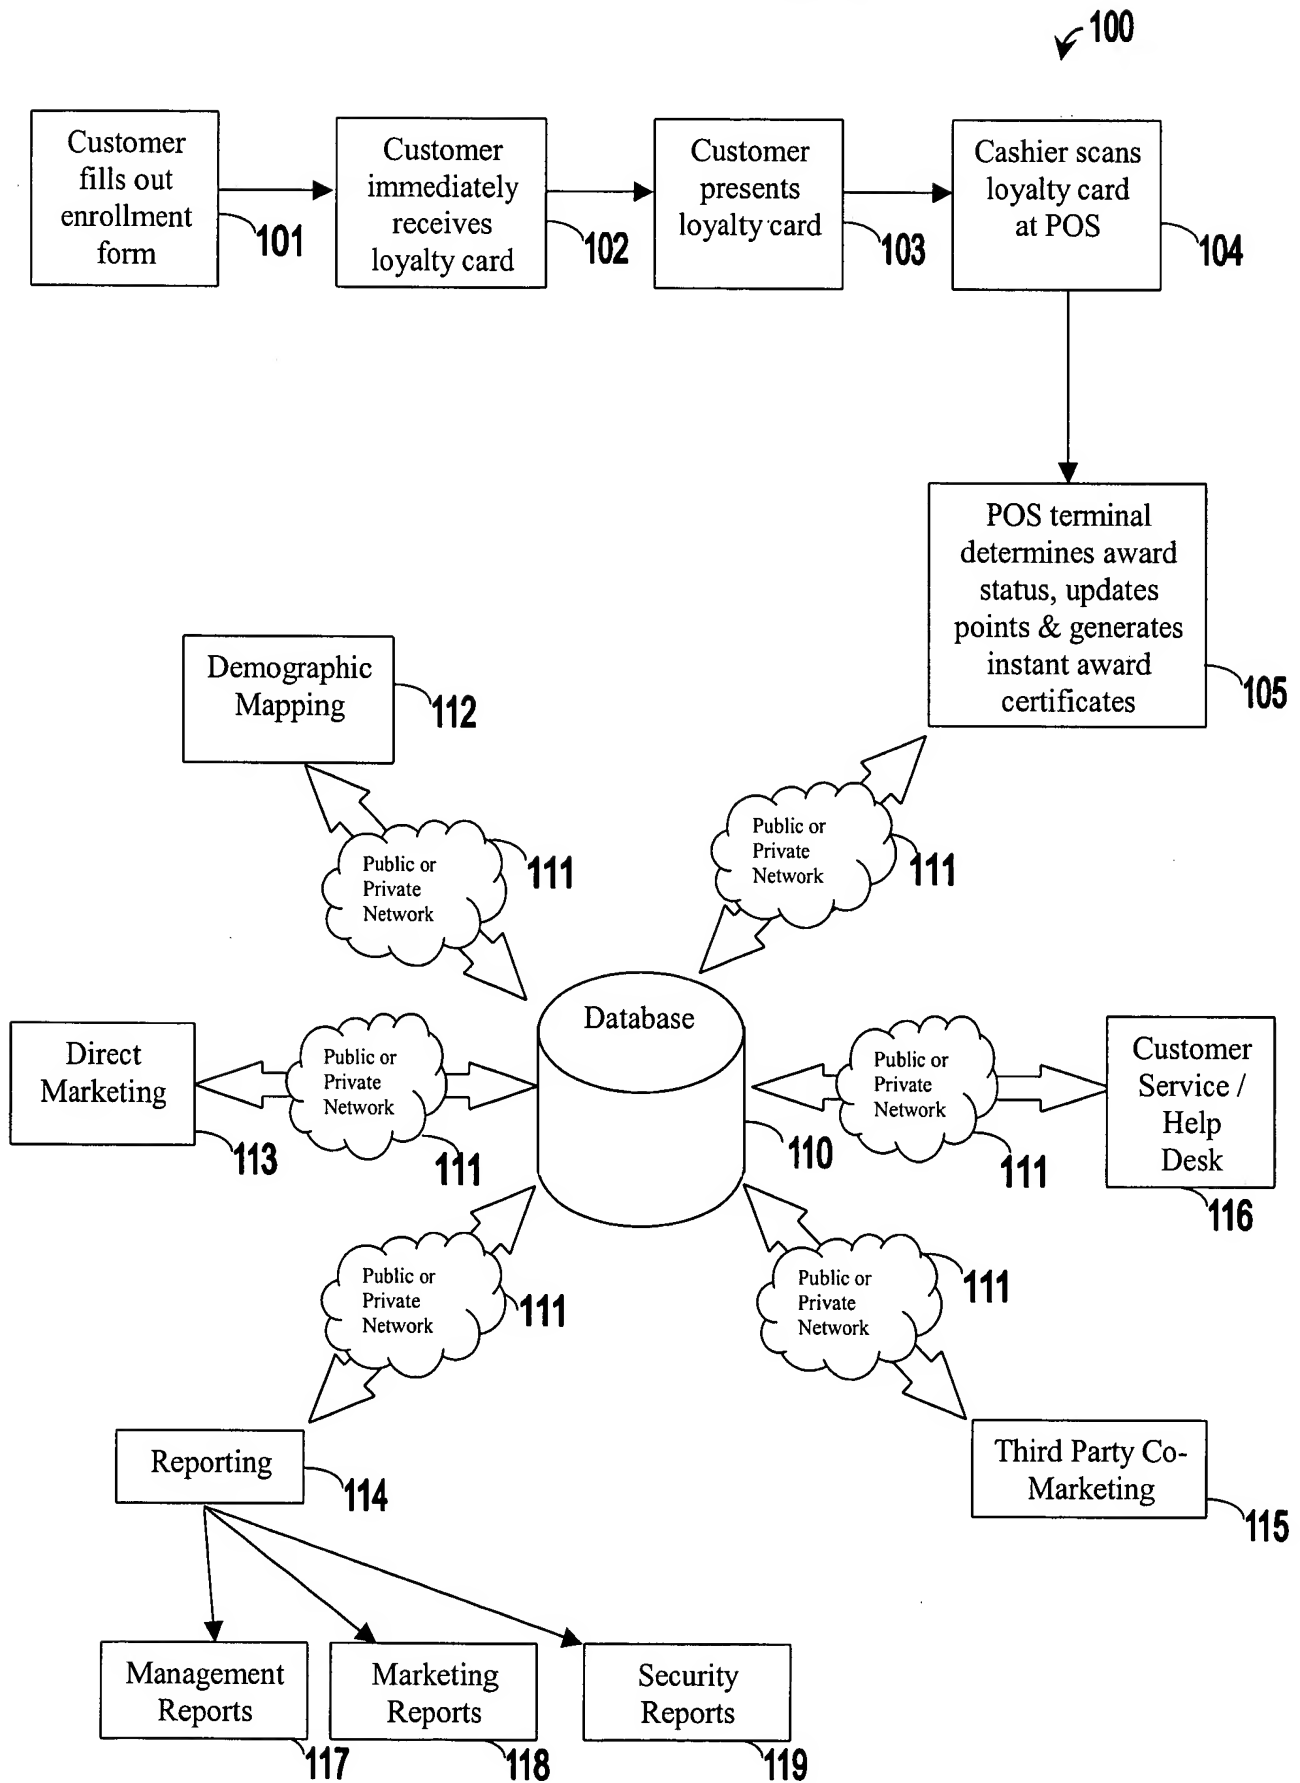 100
Customer
fills out
enrollment
form
101
Customer
immediately
receives
loyalty card
102
Customer
presents
loyalty card
103
Cashier scans
loyalty card
at POS
104
POS terminal
determines award
status, updates
points & generates
instant award
certificates
105
Demographic
Mapping
112
Public or
Private
Network
111
Public or
Private
Network
111
Database
110
Direct
Marketing
113
Public or
Private
Network
111
Public or
Private
Network
111
Customer
Service /
Help
Desk
116
Public or
Private
Network
111
Public or
Private
Network
111
Reporting
114
Third Party Co-
Marketing
115
Management
Reports
117
Marketing
Reports
118
Security
Reports
119